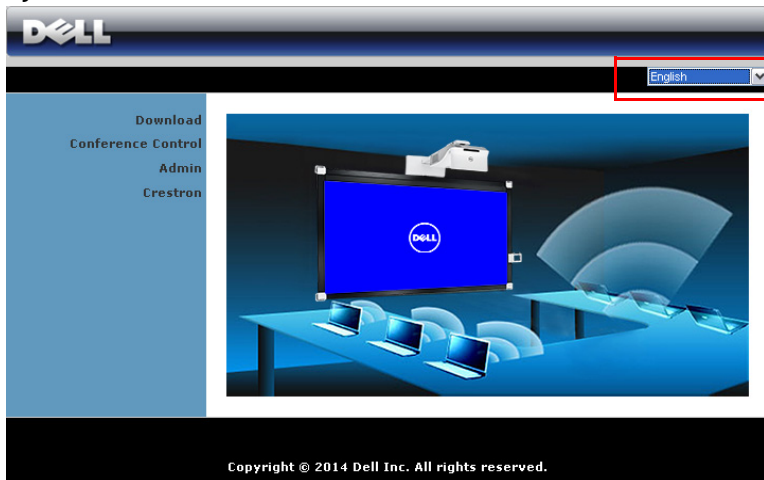 DELL
English
Download
Conference Control
Admin
Crestron
DELL
Copyright © 2014 Dell Inc. All rights reserved.